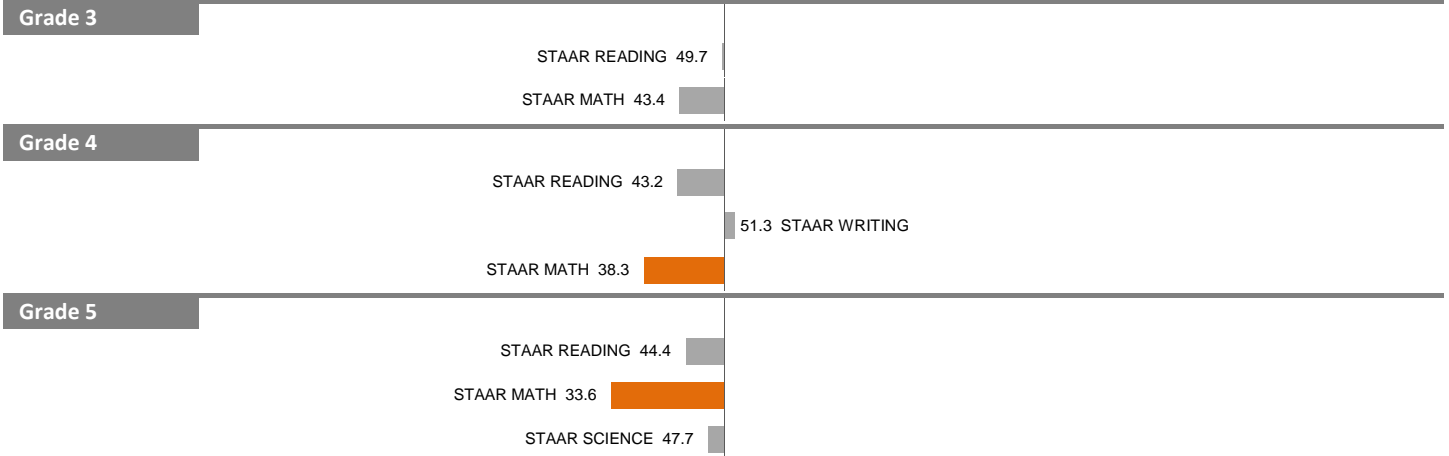 Grade 3
STAAR READING 49.7
STAAR MATH 43.4
Grade 4
STAAR READING 43.2
51.3 STAAR WRITING
STAAR MATH 38.3
Grade 5
STAAR READING 44.4
STAAR MATH 33.6
STAAR SCIENCE 47.7